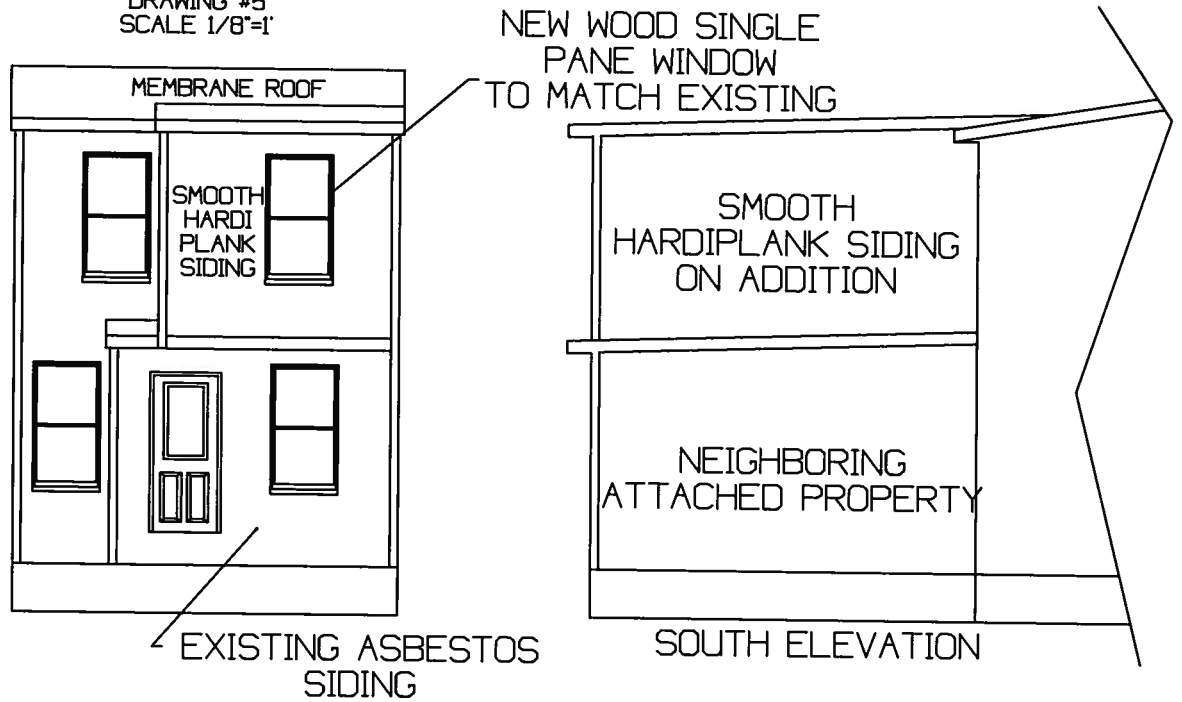 DRAWING #5
SCALE 1/8"=1'
NEW WOOD SINGLE
PANE WINDOW
TO MATCH EXISTING
MEMBRANE ROOF
SMOOTH
HARDI
PLANK
SIDING
SMOOTH
HARDIPLANK SIDING
ON ADDITION
NEIGHBORING
ATTACHED PROPERTY
EXISTING ASBESTOS
SIDING
SOUTH ELEVATION